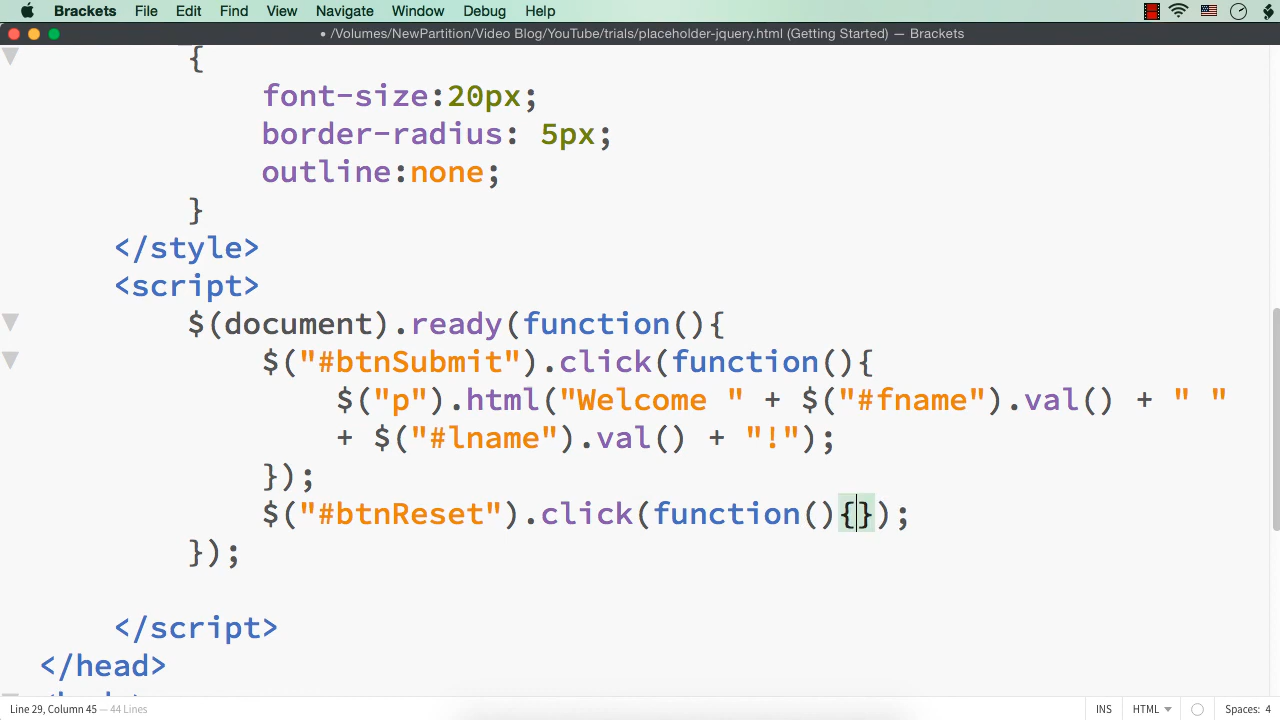 Brackets File Edit Find View Navigate Window Debug Help
• /Volumes/NewPartition/Video Blog/YouTube/trials/placeholder-jquery.html (Getting Started) — Brackets
{
font-size:20px;
border-radius: 5px;
outline:none;
}
</style>
<script>
$(document).ready(function(){
$("#btnSubmit").click(function(){
$("p").html("Welcome " + $("#fname").val() + " "
+ $("#lname").val() + "!");
});
$("#btnReset").click(function(){});
});
</script>
</head>
Line 29, Column 45 — 44 Lines INS HTML Spaces: 4